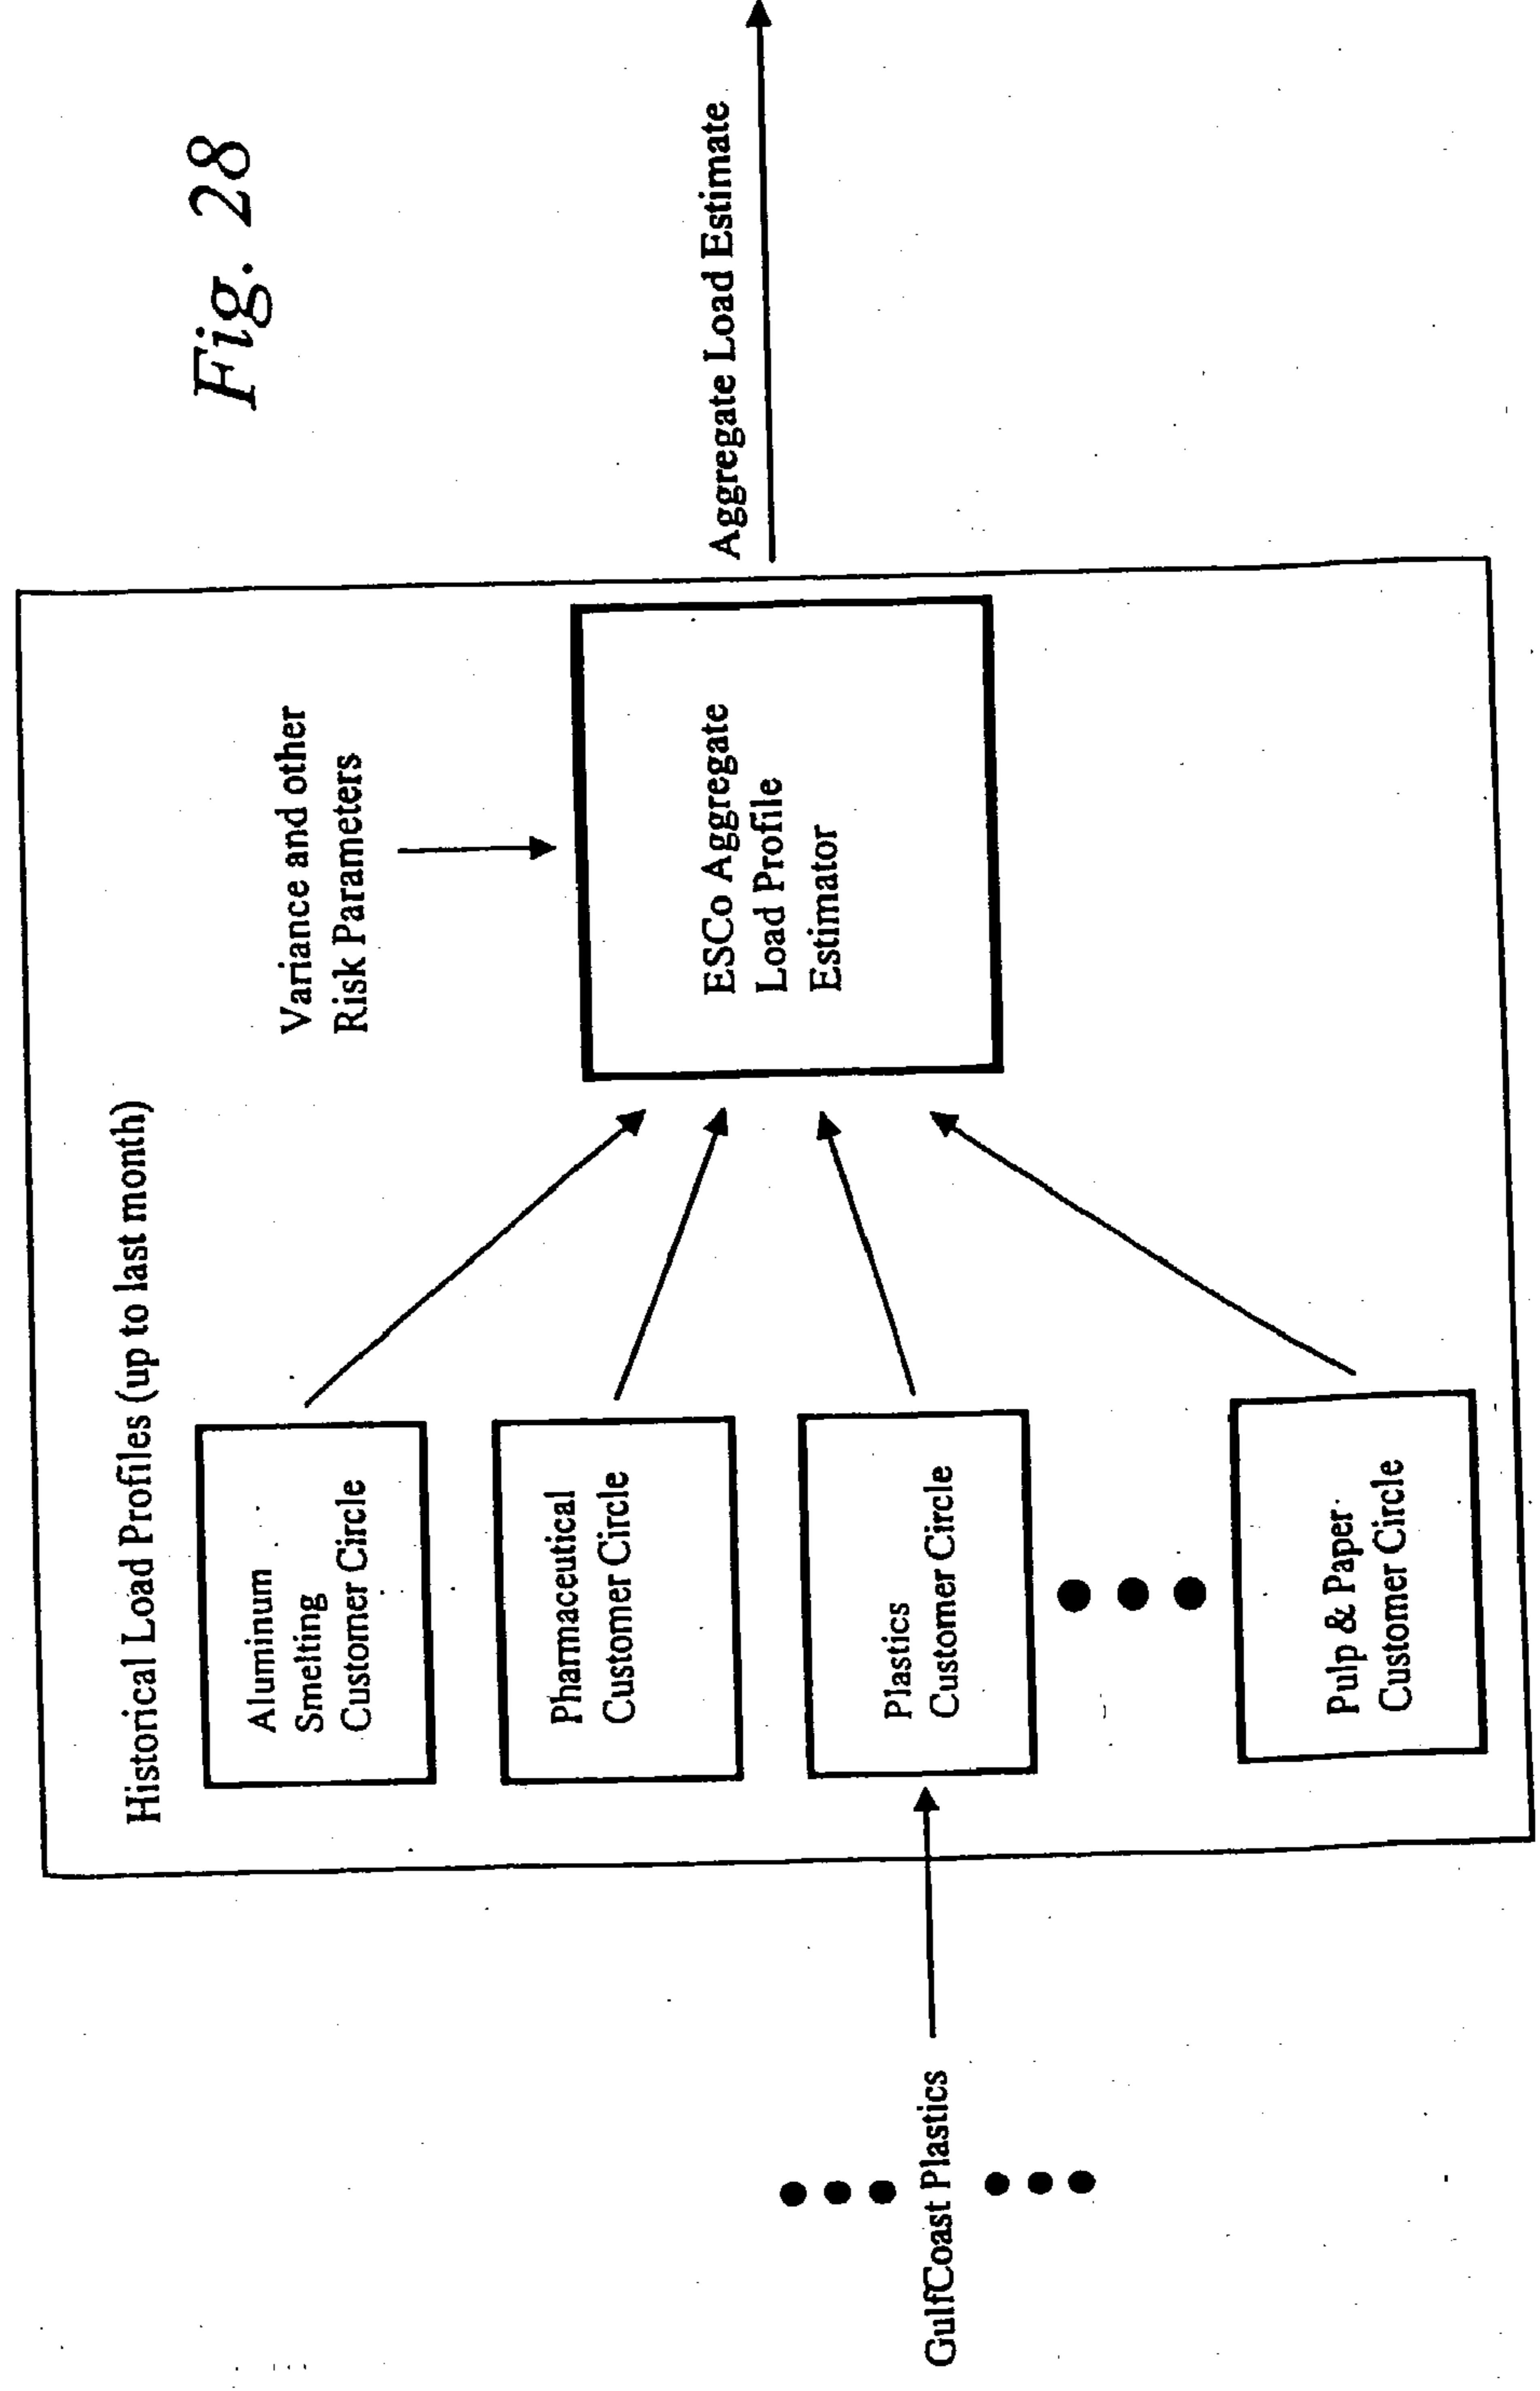 Fig. 28
Historical Load Profiles (up to last month)
Variance and other
Risk Parameters
Aluminum
Smelting
Customer Circle
Pharmaceutical
Customer Circle
ESCo Aggregate
Load Profile
Estimator
Aggregate Load Estimate
GulfCoast Plastics
Plastics
Customer Circle
Pulp & Paper
Customer Circle